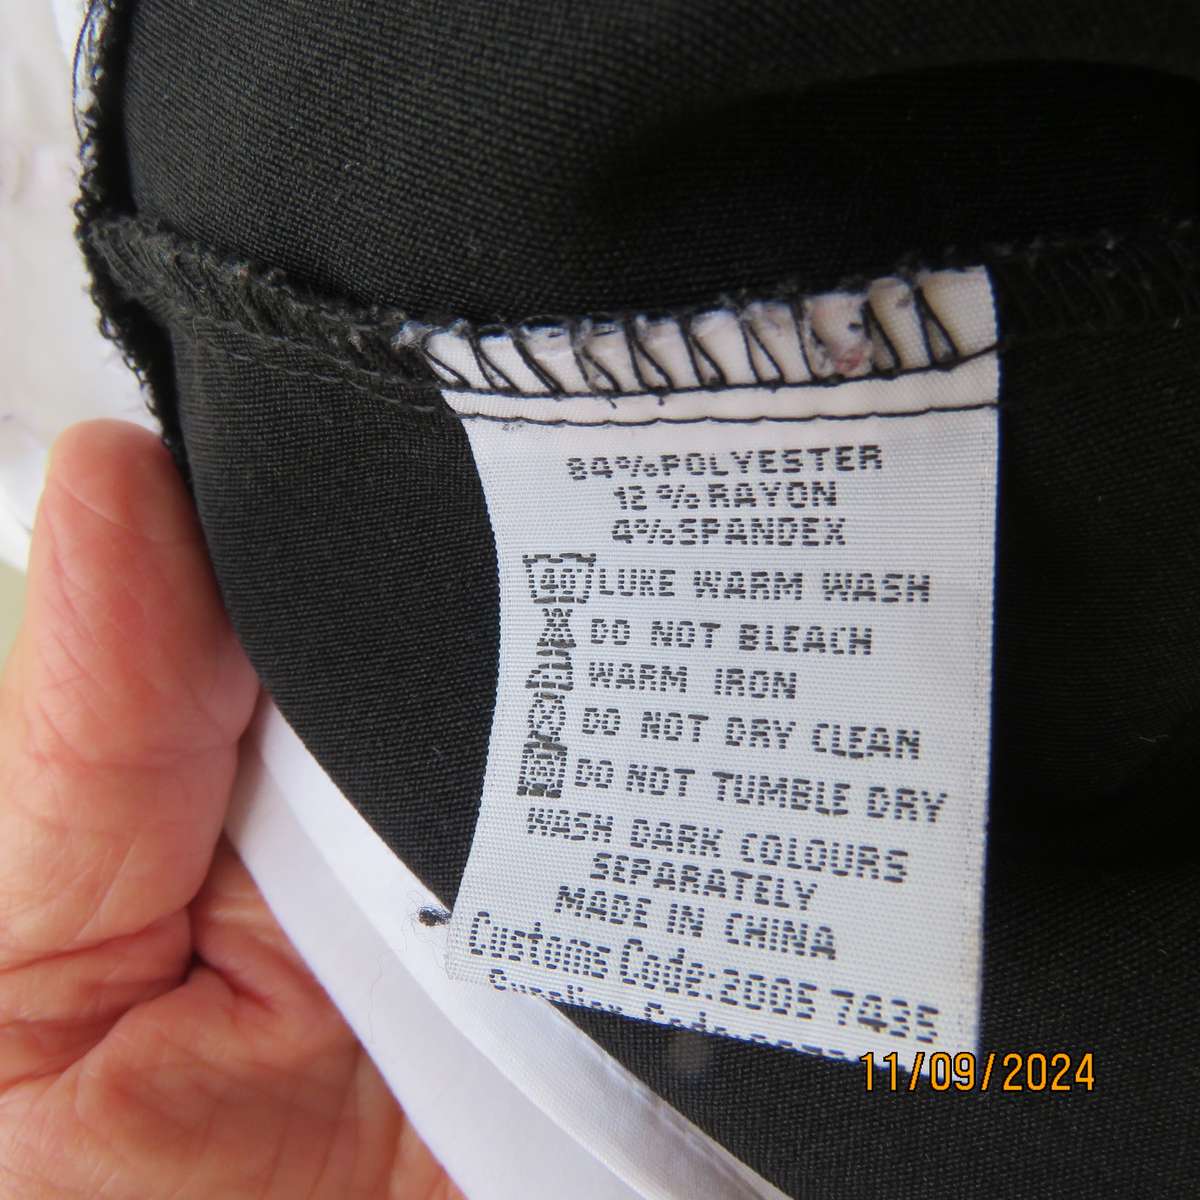 84%POLYESTER
12%RAYON
4%SPANDEX
40 LUKE WARM WASH
DO NOT BLEACH
WARM IRON
DO NOT DRY CLEAN
DO NOT TUMBLE DRY
WASH DARK COLOURS
SEPARATELY
MADE IN CHINA
Customs Code:2005 7435
11/09/2024